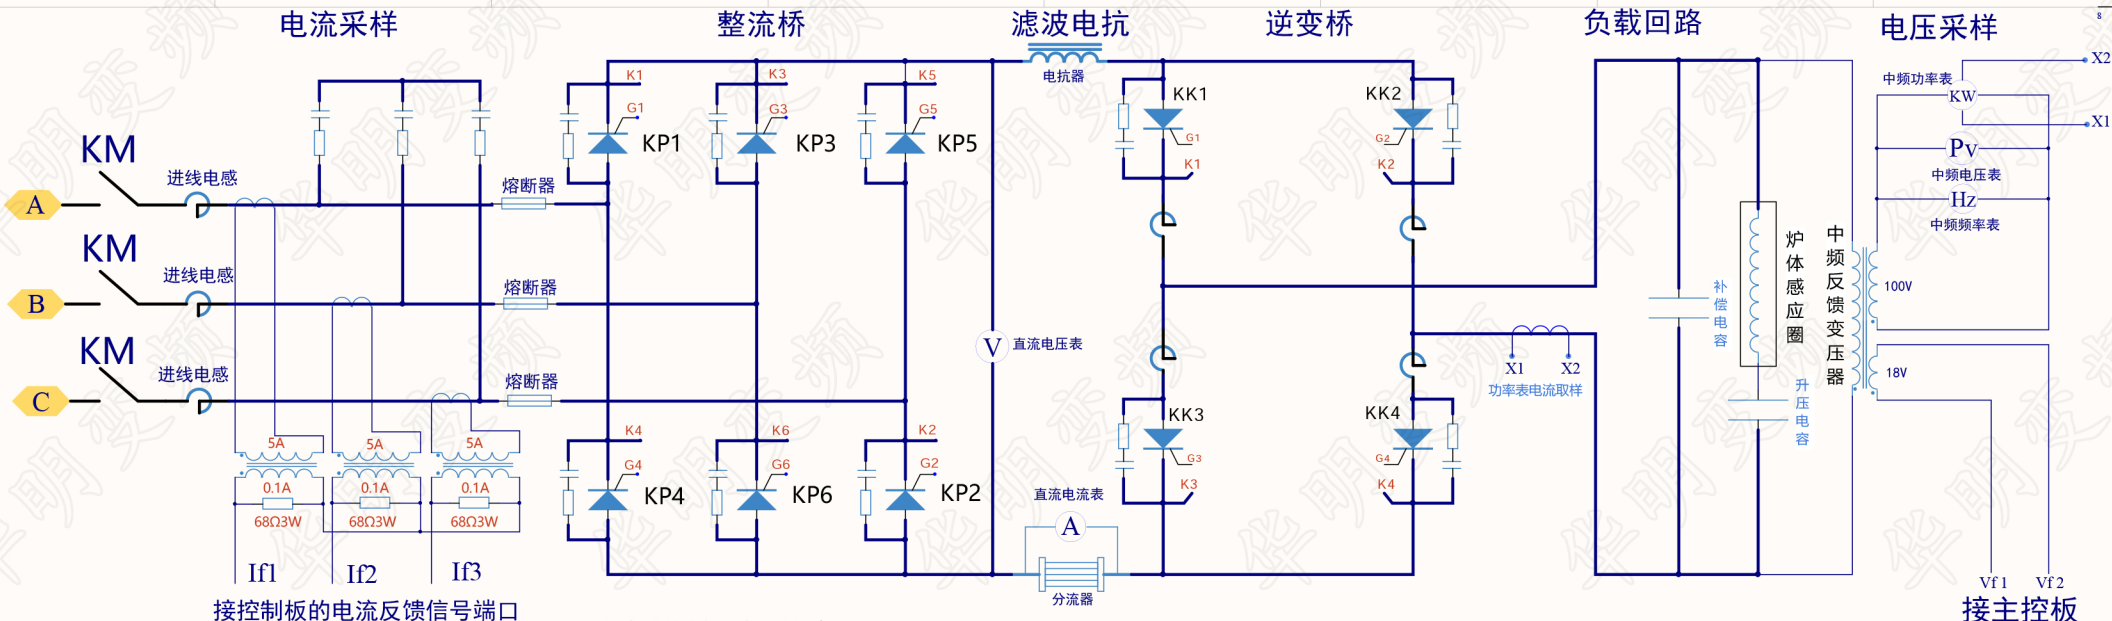 电流采样
整流桥
滤波电抗
逆变桥
负载回路
电压采样
8
KM
KM
KM
A
B
C
进线电感
进线电感
进线电感
5A
5A
5A
0.1A
0.1A
0.1A
68Ω3W
68Ω3W
68Ω3W
If1
If2
If3
接控制板的电流反馈信号端口
熔断器
熔断器
熔断器
K1
G1
KP1
K3
G3
KP3
K5
G5
KP5
K4
G4
KP4
K6
G6
KP6
K2
G2
KP2
电抗器
V
直流电压表
直流电流表
A
分流器
KK1
G1
K1
KK2
G2
K2
KK3
G3
K3
KK4
G4
K4
X1
X2
功率表电流取样
补偿电容
炉体感应圈
升压电容
中频反馈变压器
中频功率表
KW
X2
X1
PV
中频电压表
Hz
中频频率表
100V
18V
Vf 1
Vf 2
接主控板
华明变频